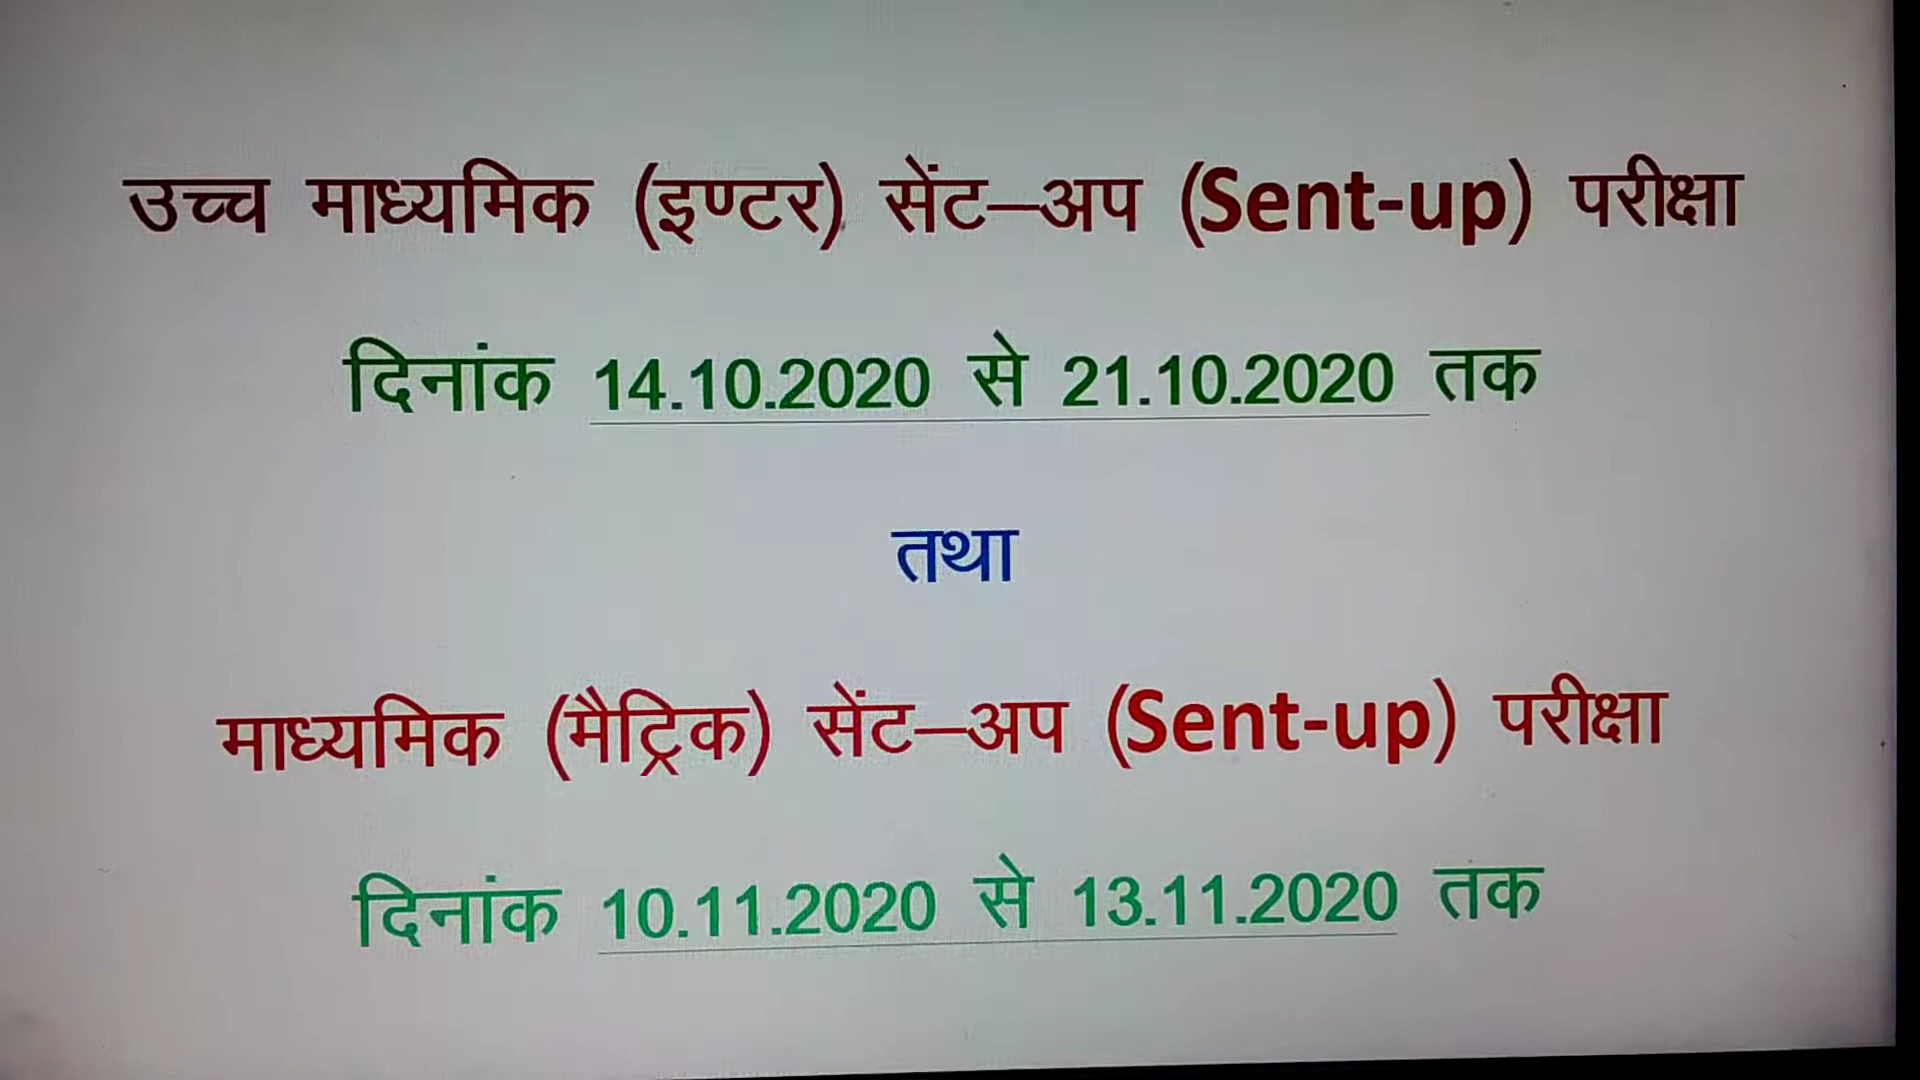 उच्च माध्यमिक (इण्टर) सेंट–अप (Sent-up) परीक्षा
दिनांक 14.10.2020 से 21.10.2020 तक
तथा
माध्यमिक (मैट्रिक) सेंट–अप (Sent-up) परीक्षा
दिनांक 10.11.2020 से 13.11.2020 तक